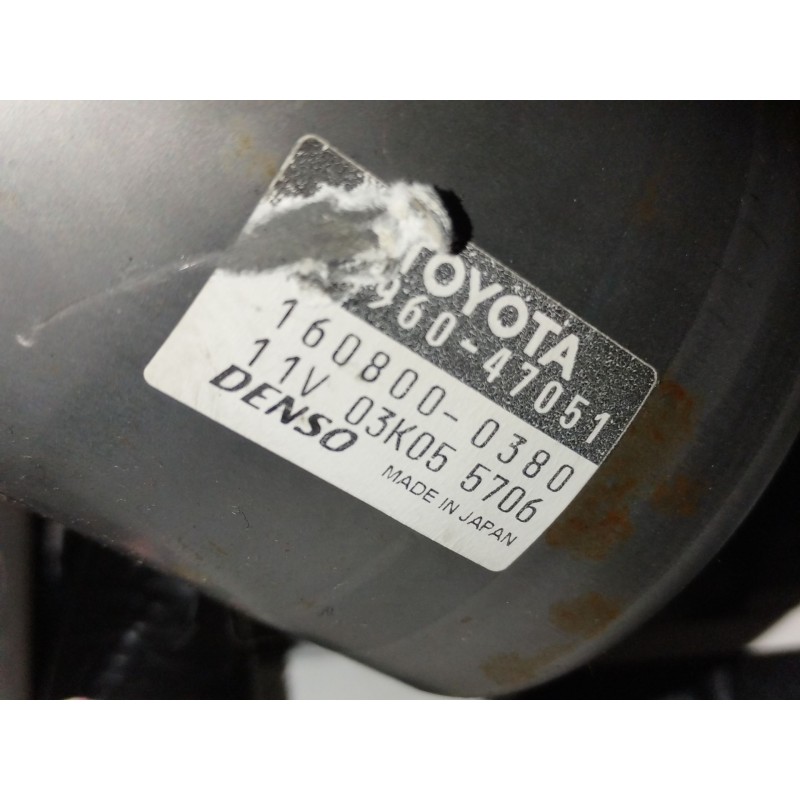 TOYOTA
960-47051
160800-0380
11V 03K05 5706
DENSO
MADE IN JAPAN